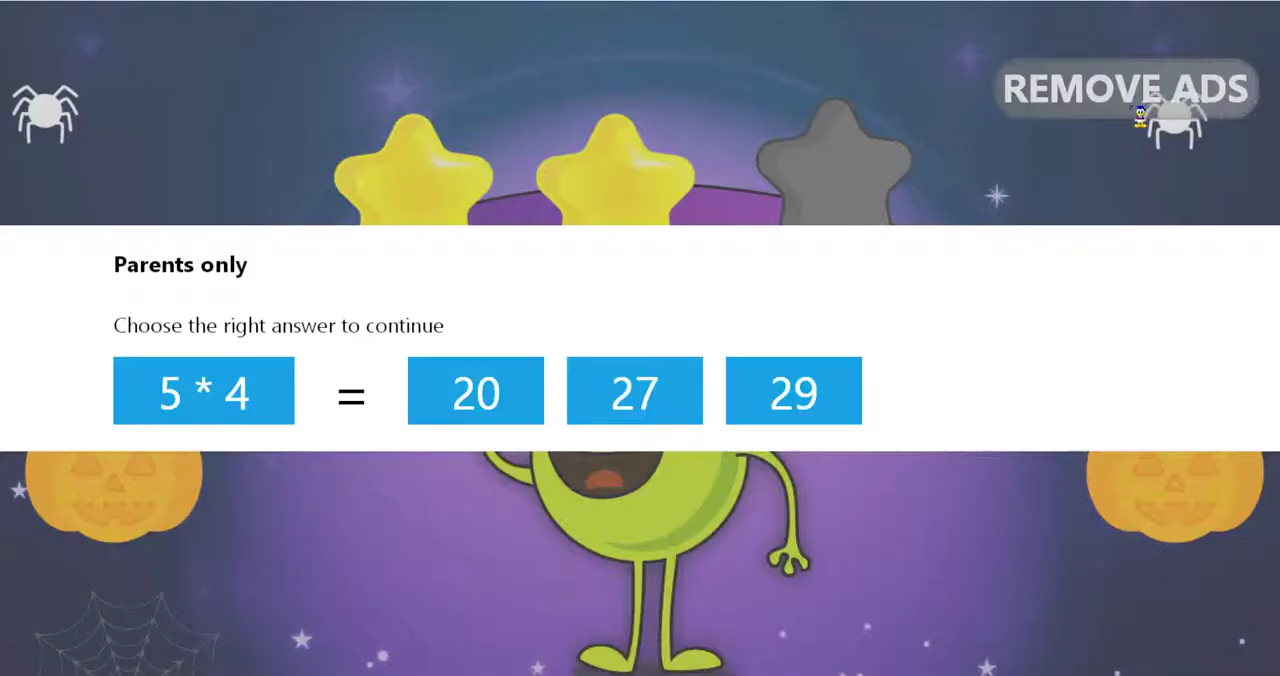 REMOVE ADS
Parents only
Choose the right answer to continue
5 * 4 = 20 27 29